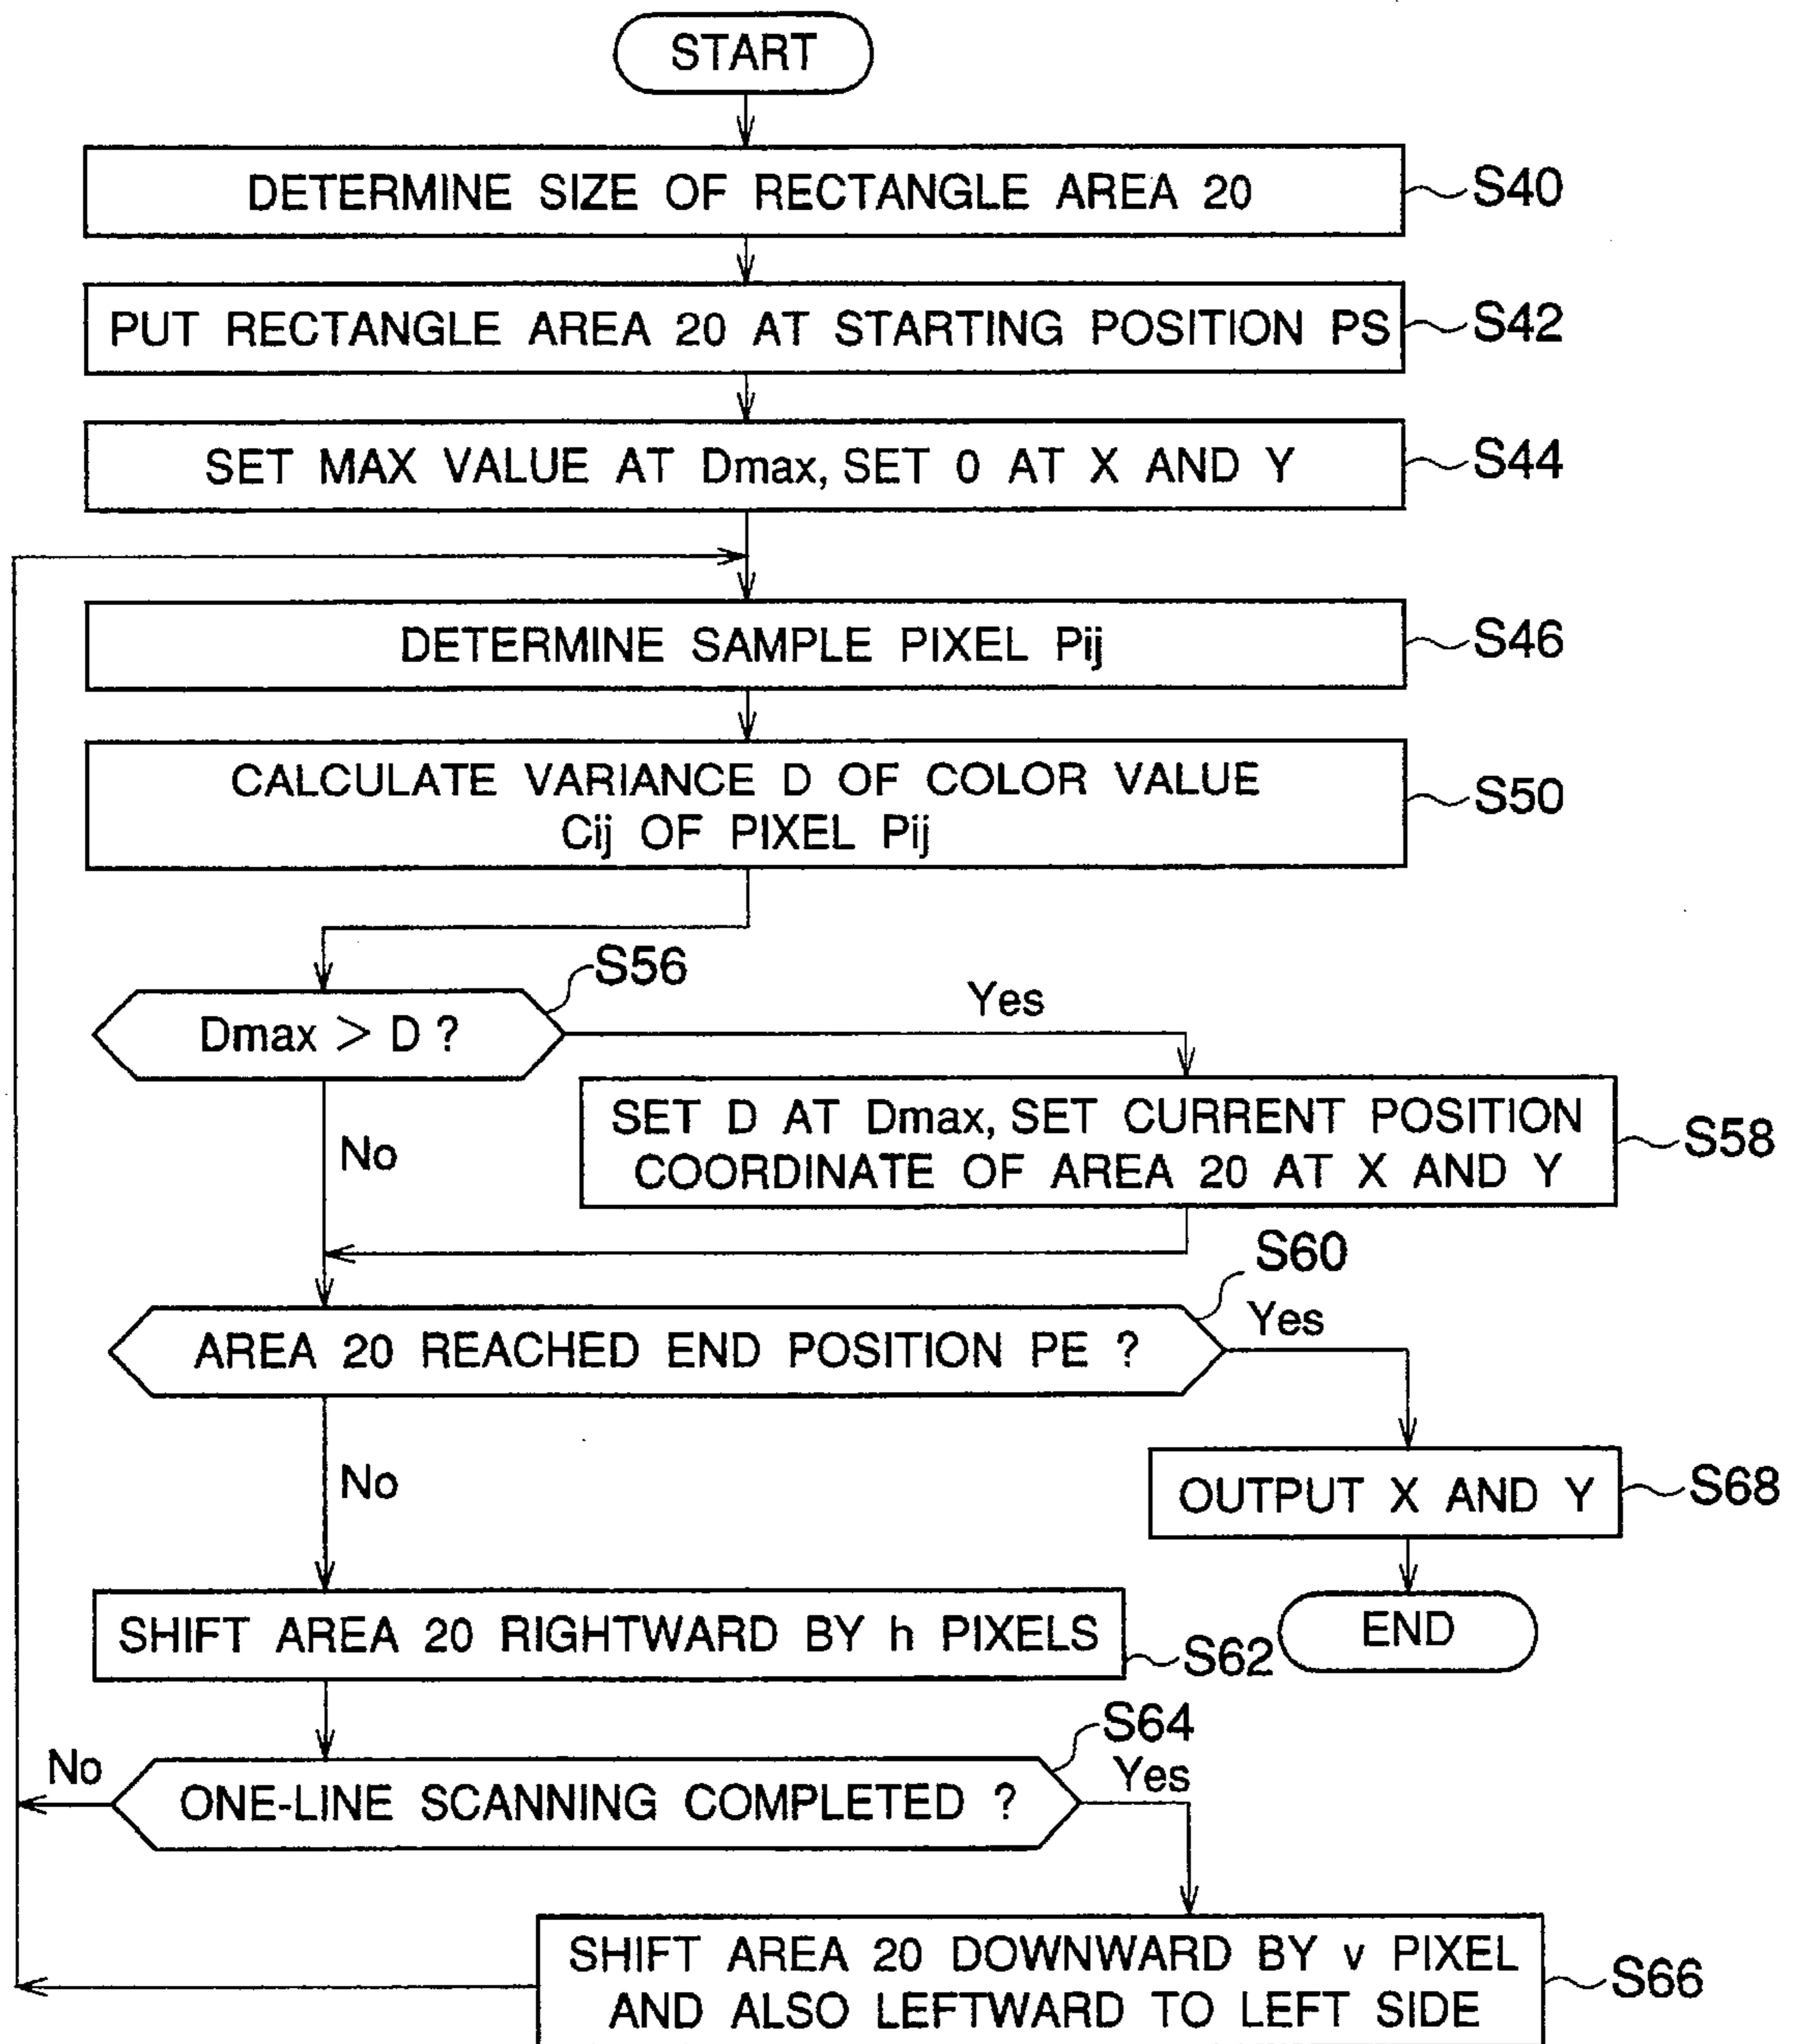 START
DETERMINE SIZE OF RECTANGLE AREA 20
S40
PUT RECTANGLE AREA 20 AT STARTING POSITION PS
S42
SET MAX VALUE AT Dmax, SET 0 AT X AND Y
S44
DETERMINE SAMPLE PIXEL Pij
S46
CALCULATE VARIANCE D OF COLOR VALUE
Cij OF PIXEL Pij
S50
S56
Dmax > D ?
Yes
No
SET D AT Dmax, SET CURRENT POSITION
COORDINATE OF AREA 20 AT X AND Y
S58
S60
AREA 20 REACHED END POSITION PE ?
Yes
No
OUTPUT X AND Y
S68
END
SHIFT AREA 20 RIGHTWARD BY h PIXELS
S62
S64
ONE-LINE SCANNING COMPLETED ?
No
Yes
SHIFT AREA 20 DOWNWARD BY v PIXEL
AND ALSO LEFTWARD TO LEFT SIDE
S66